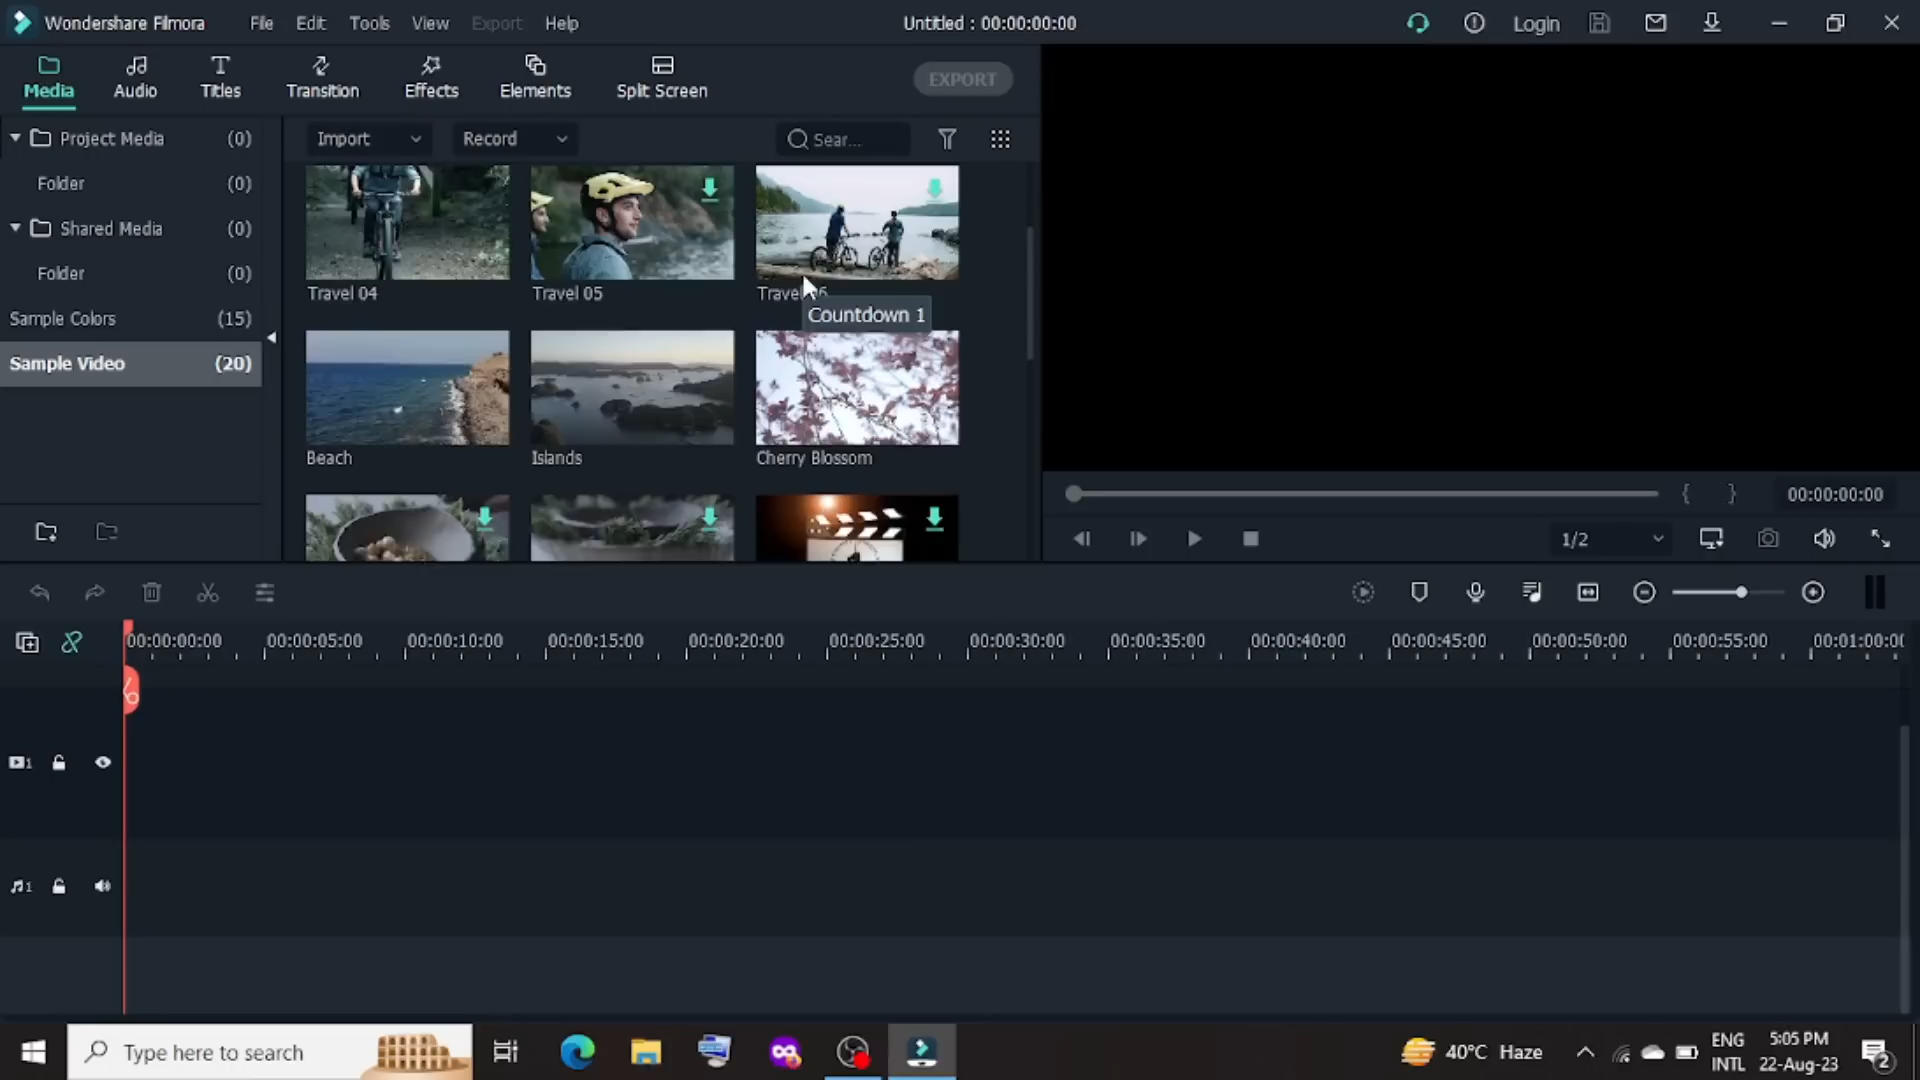 Wondershare Filmora File Edit Tools View Export Help Untitled : 00:00:00:00 Login
Media Audio Titles Transition Effects Elements Split Screen EXPORT
Project Media (0)
Folder (0)
Shared Media (0)
Folder (0)
Sample Colors (15)
Sample Video (20)
Import Record Sear...
Travel 04 Travel 05
Countdown 1
Beach Islands Cherry Blossom
00:00:00:00
1/2
00:00:00:00 00:00:05:00 00:00:10:00 00:00:15:00 00:00:20:00 00:00:25:00 00:00:30:00 00:00:35:00 00:00:40:00 00:00:45:00 00:00:50:00 00:00:55:00
1
1
Type here to search
40°C Haze
ENG
INTL
5:05 PM
22-Aug-23
2